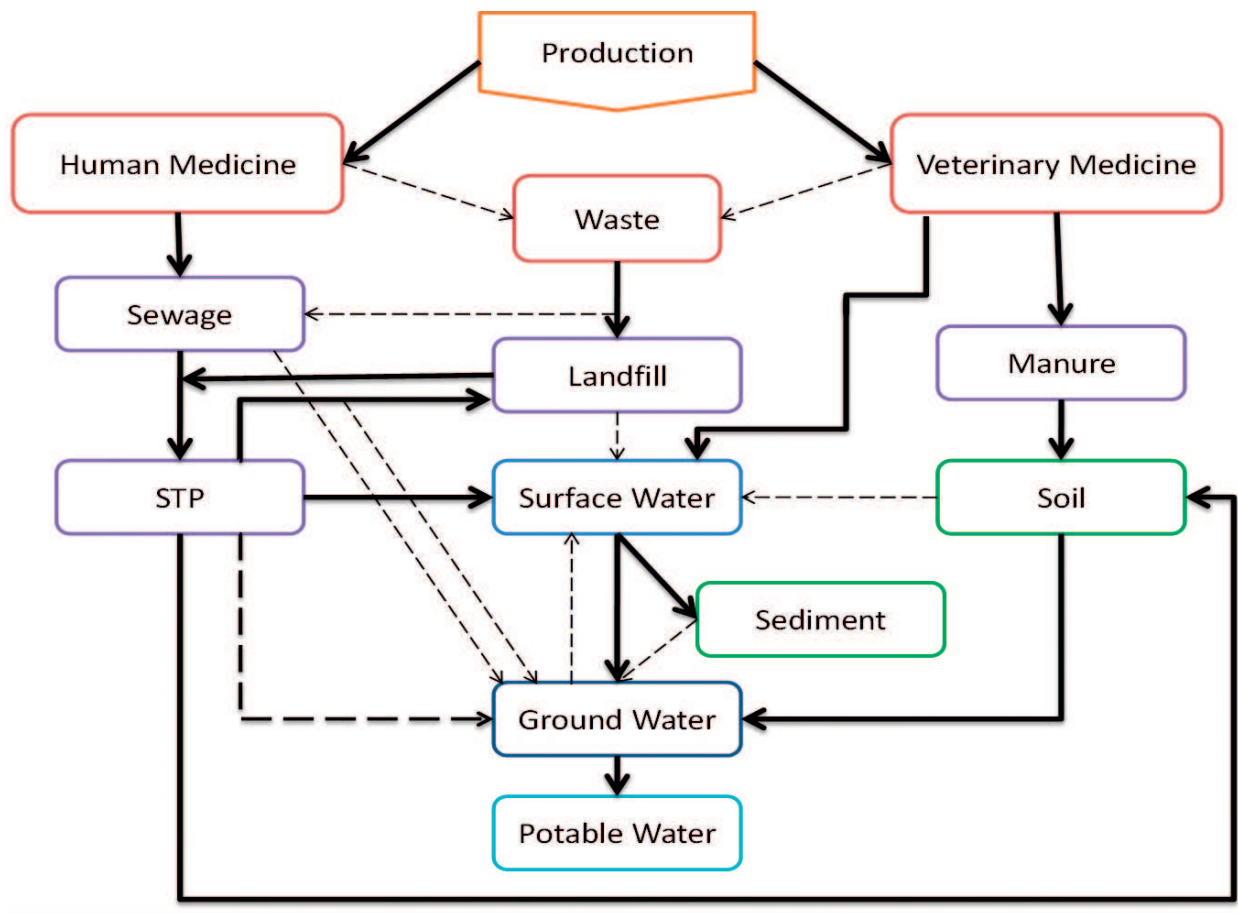 Production
Human Medicine
Veterinary Medicine
Waste
Sewage
Landfill
Manure
STP
Surface Water
Soil
Sediment
Ground Water
Potable Water